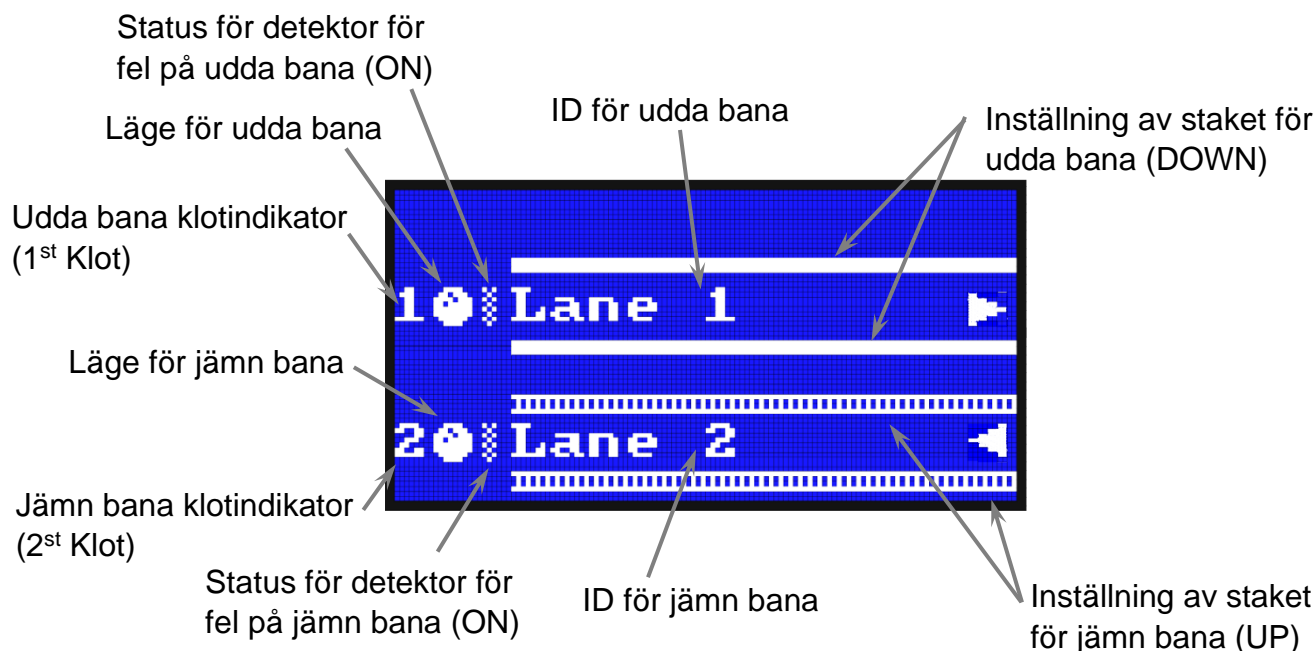 Status för detektor för
fel på udda bana (ON)
ID för udda bana
Läge för udda bana
Inställning av staket för
udda bana (DOWN)
Udda bana klotindikator
(1st Klot)
1 Lane 1
Läge för jämn bana
2 Lane 2
Jämn bana klotindikator
(2st Klot)
Status för detektor för
fel på jämn bana (ON)
ID för jämn bana
Inställning av staket
för jämn bana (UP)